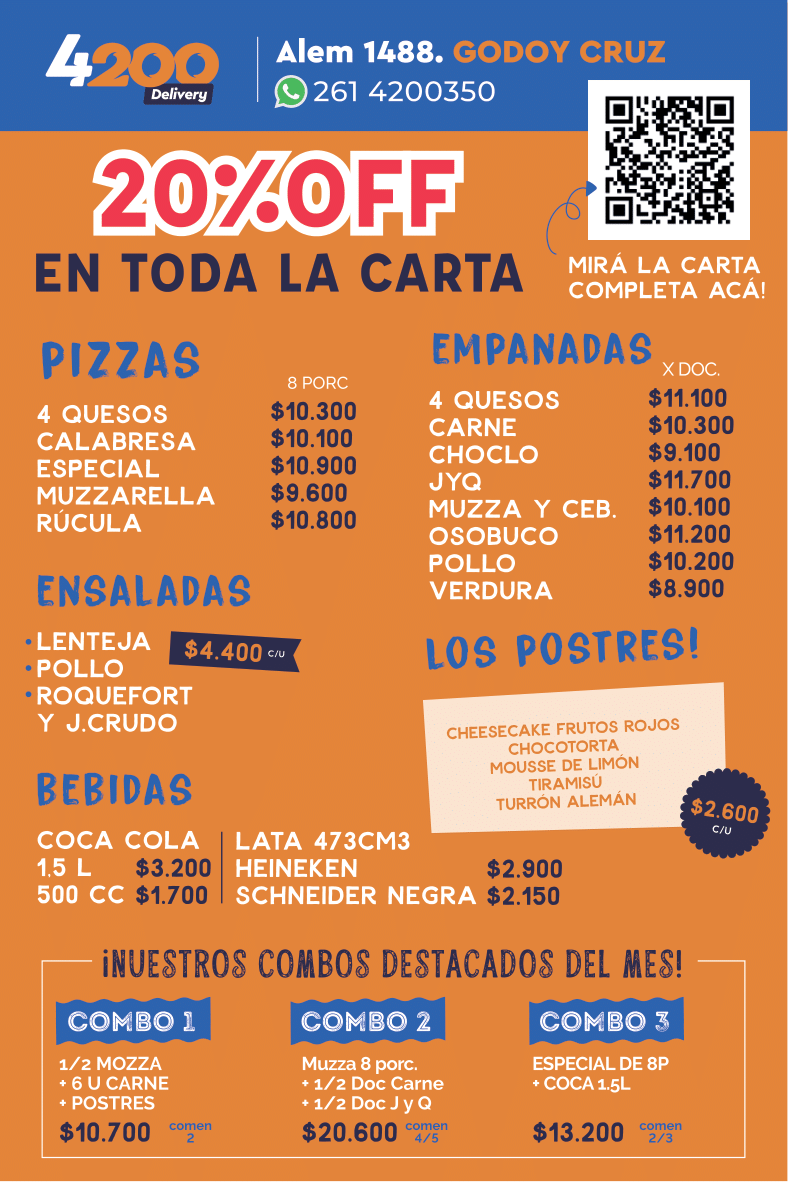 4200
Delivery
Alem 1488. GODOY CRUZ
261 4200350
20%OFF
EN TODA LA CARTA
MIRÁ LA CARTA
COMPLETA ACÁ!
PIZZAS
8 PORC
4 QUESOS $10.300
CALABRESA $10.100
ESPECIAL $10.900
MUZZARELLA $9.600
RÚCULA $10.800
EMPANADAS
X DOC.
4 QUESOS $11.100
CARNE $10.300
CHOCLO $9.100
JYQ $11.700
MUZZA Y CEB. $10.100
OSOBUCO $11.200
POLLO $10.200
VERDURA $8.900
ENSALADAS
• LENTEJA
• POLLO
• ROQUEFORT
Y J.CRUDO
$4.400 C/U
LOS POSTRES!
CHEESECAKE FRUTOS ROJOS
CHOCOTORTA
MOUSSE DE LIMÓN
TIRAMISÚ
TURRÓN ALEMÁN
$2.600
C/U
BEBIDAS
COCA COLA
1,5 L $3.200
500 CC $1.700
LATA 473CM3
HEINEKEN $2.900
SCHNEIDER NEGRA $2.150
¡NUESTROS COMBOS DESTACADOS DEL MES!
COMBO 1
1/2 MOZZA
+ 6 U CARNE
+ POSTRES
$10.700 comen
2
COMBO 2
Muzza 8 porc.
+ 1/2 Doc Carne
+ 1/2 Doc J y Q
$20.600 comen
4/5
COMBO 3
ESPECIAL DE 8P
+ COCA 1.5L
$13.200 comen
2/3